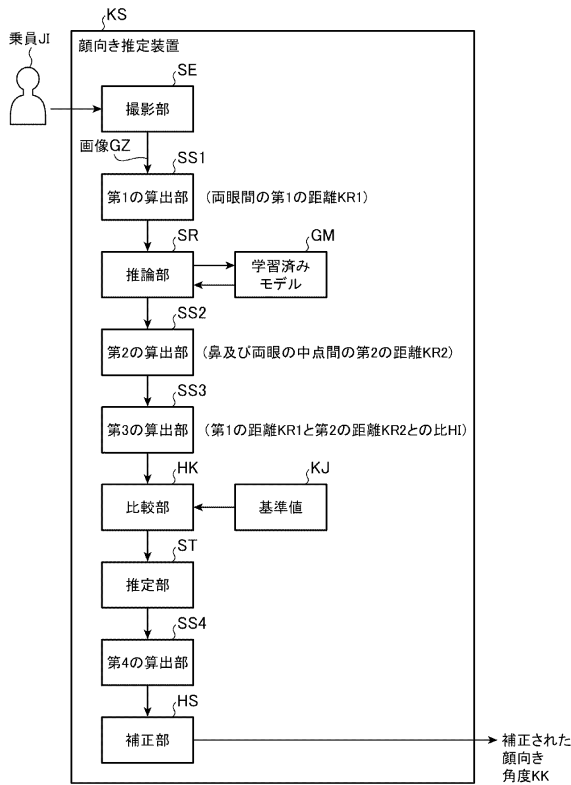 KS
乗員JI
顔向き推定装置
SE
撮影部
画像GZ
SS1
第1の算出部
(両眼間の第1の距離KR1)
SR
推論部
GM
学習済み
モデル
SS2
第2の算出部
(鼻及び両眼の中点間の第2の距離KR2)
SS3
第3の算出部
(第1の距離KR1と第2の距離KR2との比HI)
HK
比較部
KJ
基準値
ST
推定部
SS4
第4の算出部
HS
補正部
補正された
顔向き
角度KK